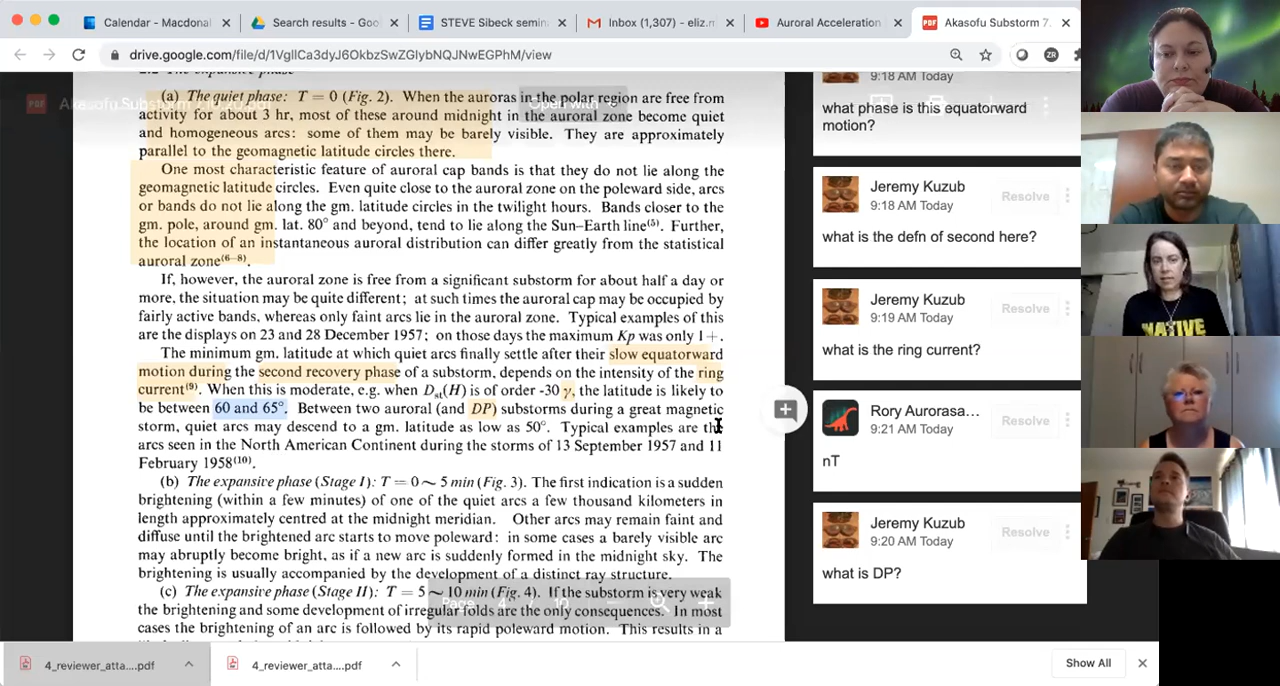 Calendar - Macdonal
Search results - Goo
STEVE Sibeck semin
Inbox (1,307) - eliz.m
Auroral Acceleration
Akasofu Substorm 7.
drive.google.com/file/d/1VgllCa3dyJ6OkbzSwZGlybNQJNwEGPhM/view
ZR
(a) The quiet phase: T = 0 (Fig. 2). When the auroras in the polar region are free from
activity for about 3 hr, most of these around midnight in the auroral zone become quiet
and homogeneous arcs: some of them may be barely visible. They are approximately
parallel to the geomagnetic latitude circles there.
One most characteristic feature of auroral cap bands is that they do not lie along the
geomagnetic latitude circles. Even quite close to the auroral zone on the poleward side, arcs
or bands do not lie along the gm. latitude circles in the twilight hours. Bands closer to the
gm. pole, around gm. lat. 80° and beyond, tend to lie along the Sun–Earth line(5). Further,
the location of an instantaneous auroral distribution can differ greatly from the statistical
auroral zone(6–8).
If, however, the auroral zone is free from a significant substorm for about half a day or
more, the situation may be quite different; at such times the auroral cap may be occupied by
fairly active bands, whereas only faint arcs lie in the auroral zone. Typical examples of this
are the displays on 23 and 28 December 1957; on those days the maximum Kp was only 1+.
The minimum gm. latitude at which quiet arcs finally settle after their slow equatorward
motion during the second recovery phase of a substorm, depends on the intensity of the ring
current(9). When this is moderate, e.g. when Dst(H) is of order -30 γ, the latitude is likely to
be between 60 and 65°. Between two auroral (and DP) substorms during a great magnetic
storm, quiet arcs may descend to a gm. latitude as low as 50°. Typical examples are the
arcs seen in the North American Continent during the storms of 13 September 1957 and 11
February 1958(10).
(b) The expansive phase (Stage I): T = 0 ~ 5 min (Fig. 3). The first indication is a sudden
brightening (within a few minutes) of one of the quiet arcs a few thousand kilometers in
length approximately centred at the midnight meridian. Other arcs may remain faint and
diffuse until the brightened arc starts to move poleward: in some cases a barely visible arc
may abruptly become bright, as if a new arc is suddenly formed in the midnight sky. The
brightening is usually accompanied by the development of a distinct ray structure.
(c) The expansive phase (Stage II): T = 5 ~ 10 min (Fig. 4). If the substorm is very weak
the brightening and some development of irregular folds are the only consequences. In most
cases the brightening of an arc is followed by its rapid poleward motion. This results in a
PDF
Open with
Page
10
9:18 AM Today
what phase is this equatorward
motion?
Jeremy Kuzub
9:18 AM Today
Resolve
what is the defn of second here?
Jeremy Kuzub
9:19 AM Today
Resolve
what is the ring current?
Rory Aurorasa...
9:21 AM Today
Resolve
nT
Jeremy Kuzub
9:20 AM Today
Resolve
what is DP?
NATIVE
4_reviewer_atta....pdf
4_reviewer_atta....pdf
Show All